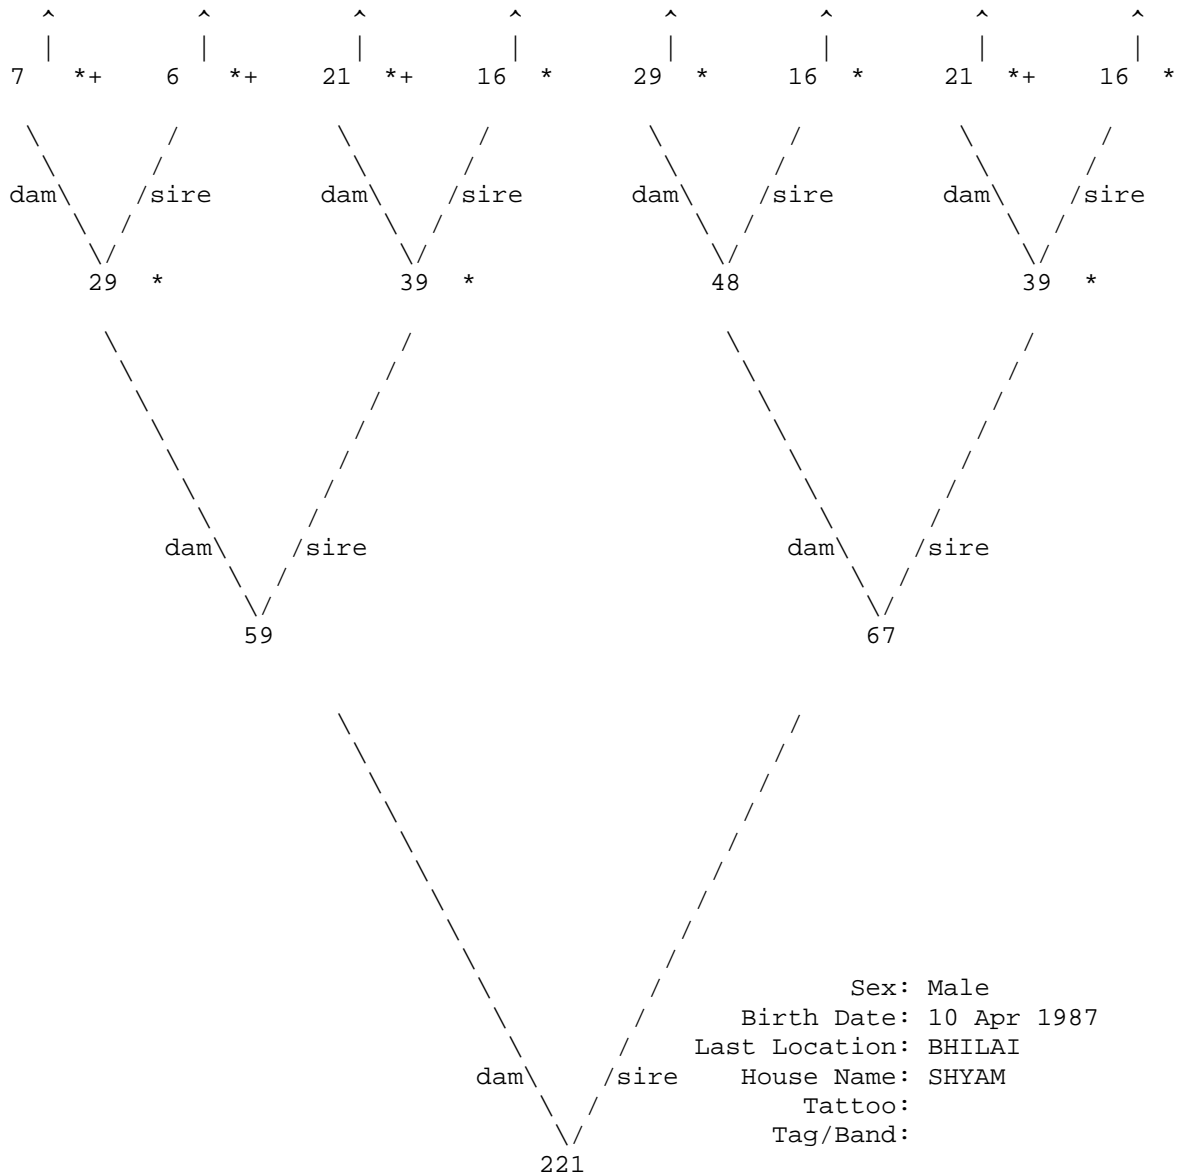 ^ ^ ^ ^ ^ ^ ^ ^
7 *+ 6 *+ 21 *+ 16 * 29 * 16 * 21 *+ 16 *
dam sire dam sire dam sire dam sire
29 * 39 * 48 39 *
dam sire dam sire
59 67
Sex: Male
Birth Date: 10 Apr 1987
Last Location: BHILAI
dam sire House Name: SHYAM
Tattoo:
Tag/Band:
221